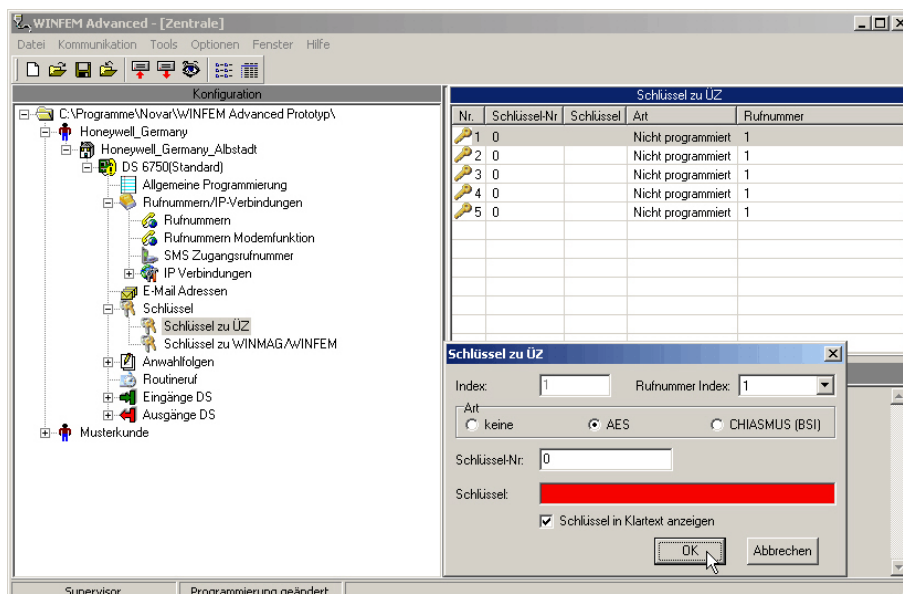 WINFEM Advanced - [Zentrale]
Datei Kommunikation Tools Optionen Fenster Hilfe
Konfiguration
C:\Programme\Novar\WINFEM Advanced Prototyp\
Honeywell_Germany
Honeywell_Germany_Albstadt
DS 6750(Standard)
Allgemeine Programmierung
Rufnummern/IP-Verbindungen
Rufnummern
Rufnummern Modemfunktion
SMS Zugangsrufnummer
IP Verbindungen
E-Mail Adressen
Schlüssel
Schlüssel zu ÜZ
Schlüssel zu WINMAG/WINFEM
Anwahlfolgen
Routineruf
Eingänge DS
Ausgänge DS
Musterkunde
Schlüssel zu ÜZ
Nr. Schlüssel-Nr Schlüssel Art Rufnummer
1 0 Nicht programmiert 1
2 0 Nicht programmiert 1
3 0 Nicht programmiert 1
4 0 Nicht programmiert 1
5 0 Nicht programmiert 1
Schlüssel zu ÜZ
Index: 1 Rufnummer Index: 1
Art
keine AES CHIASMUS (BSI)
Schlüssel-Nr: 0
Schlüssel:
Schlüssel in Klartext anzeigen
OK Abbrechen
Supervisor Programmierung geändert